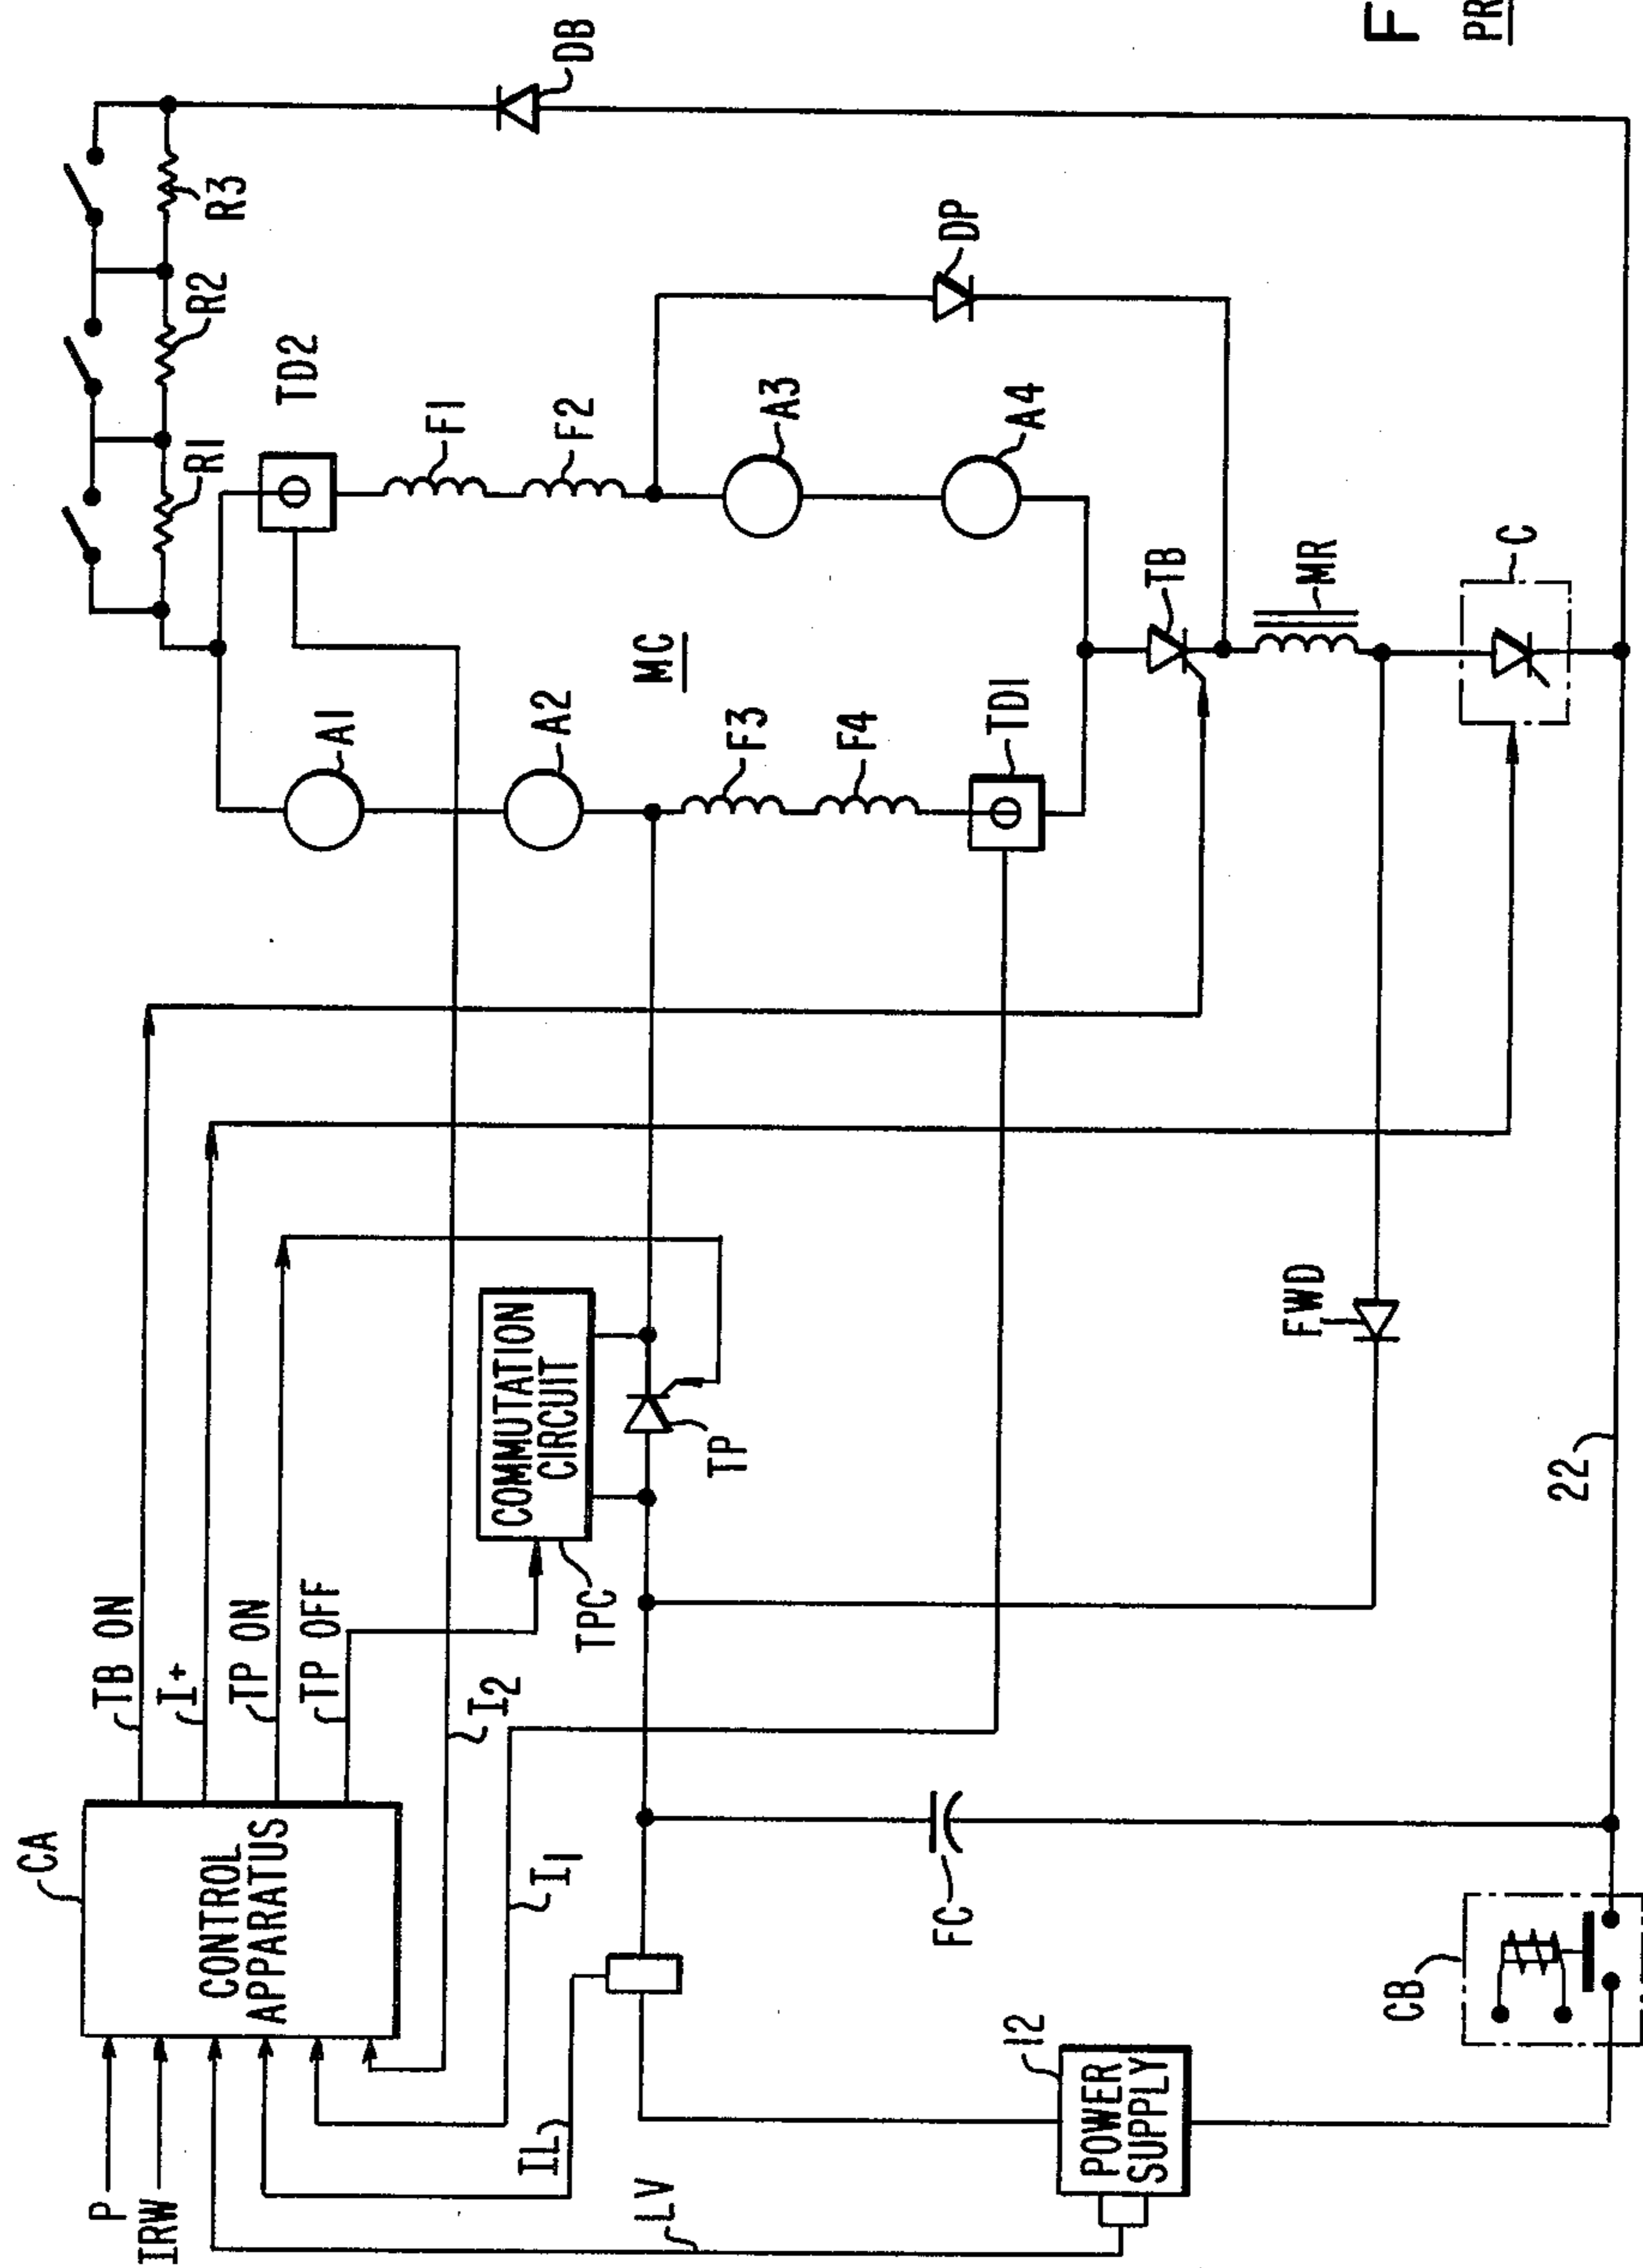 CA
CONTROL
APPARATUS
P
IRW
TB ON
I+
TP ON
TP OFF
I2
I1
IL
LV
COMMUTATION
CIRCUIT
TPC
TP
12
POWER
SUPPLY
CB
FC
22
FWD
MC
A1
A2
F3
F4
TD1
TD2
F1
F2
A3
A4
R1
R2
R3
DB
DP
TB
MR
C
F
PR